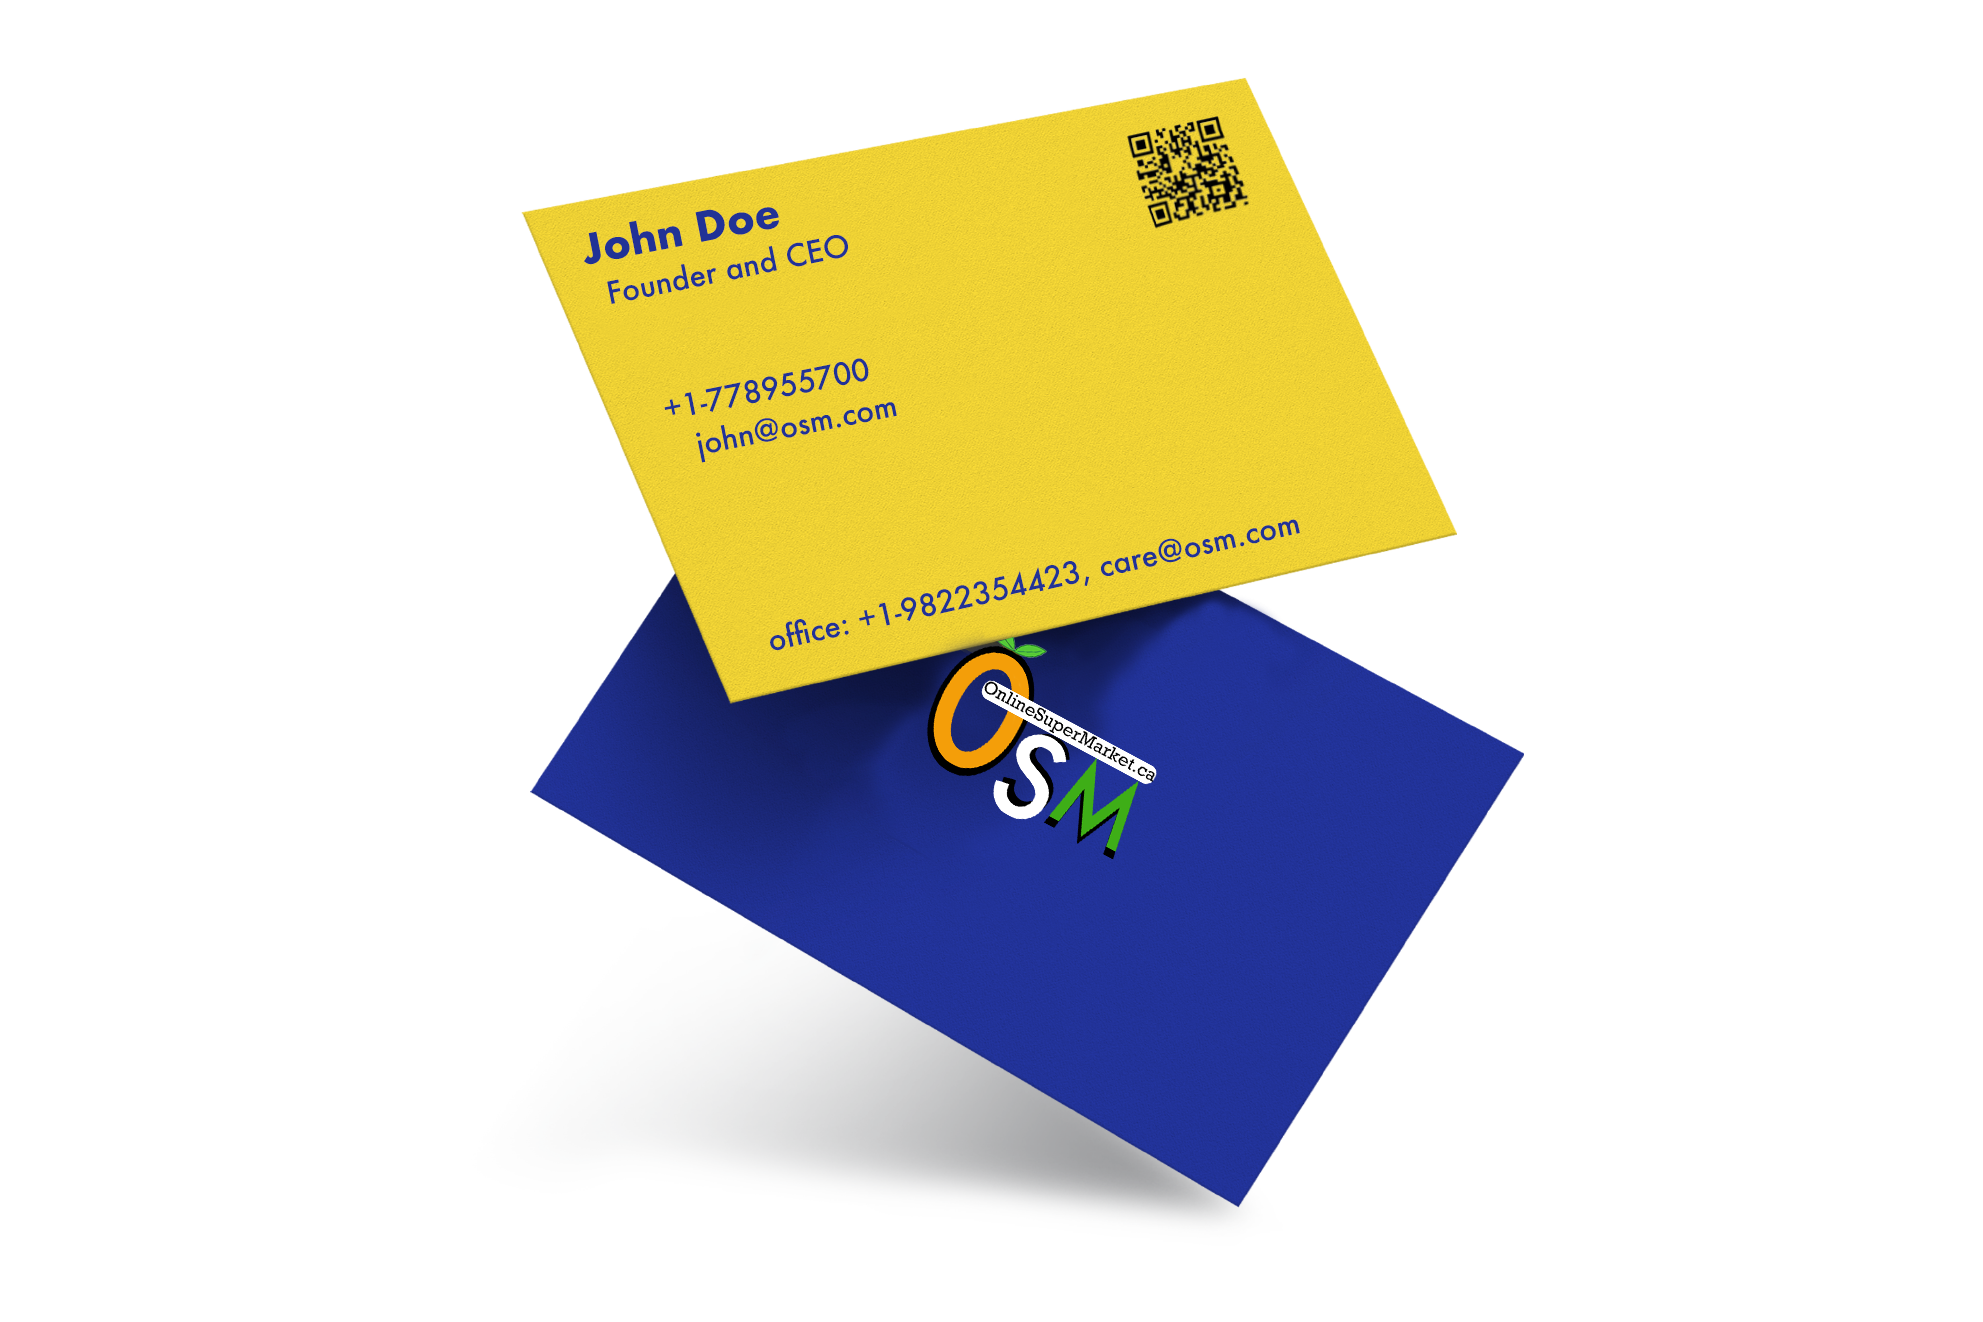 John Doe
Founder and CEO
+1-778955700
john@osm.com
office: +1-9822354423, care@osm.com
OSM
OnlineSuperMarket.ca